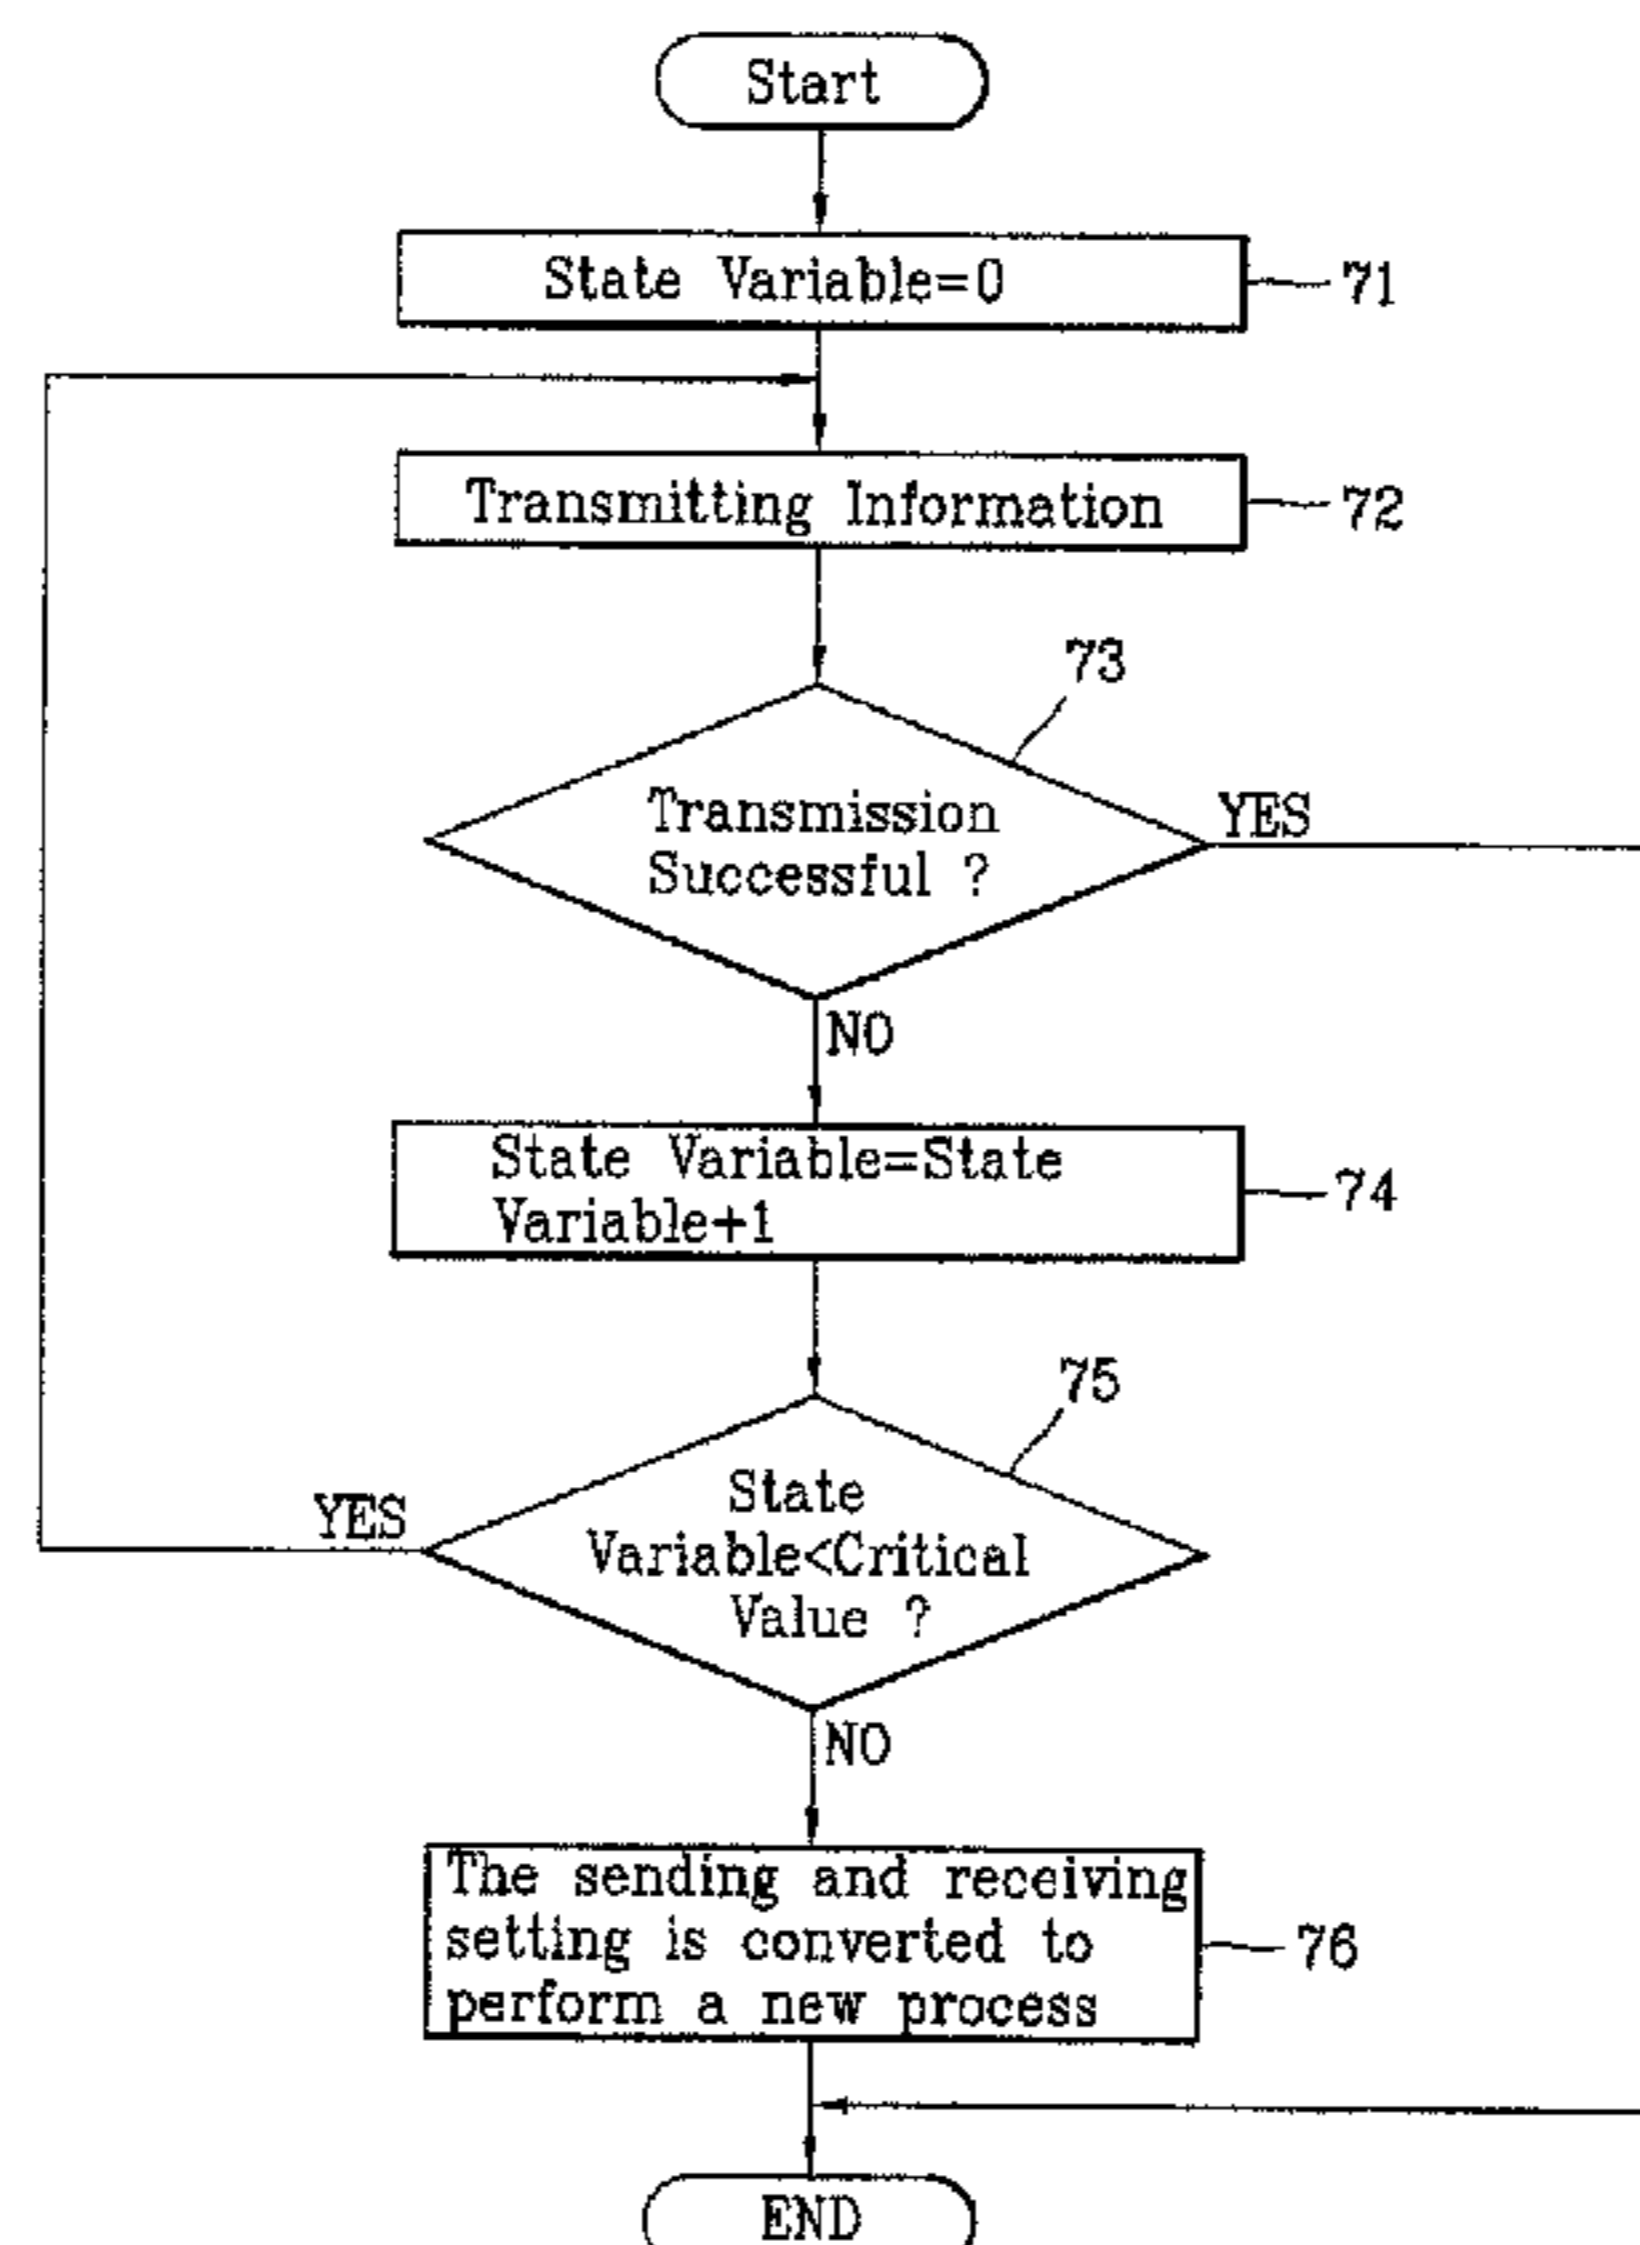 Start
State Variable=0
71
Transmitting Information
72
73
Transmission
Successful ?
YES
NO
State Variable=State
Variable+1
74
75
State
Variable<Critical
Value ?
YES
NO
The sending and receiving
setting is converted to
perform a new process
76
END